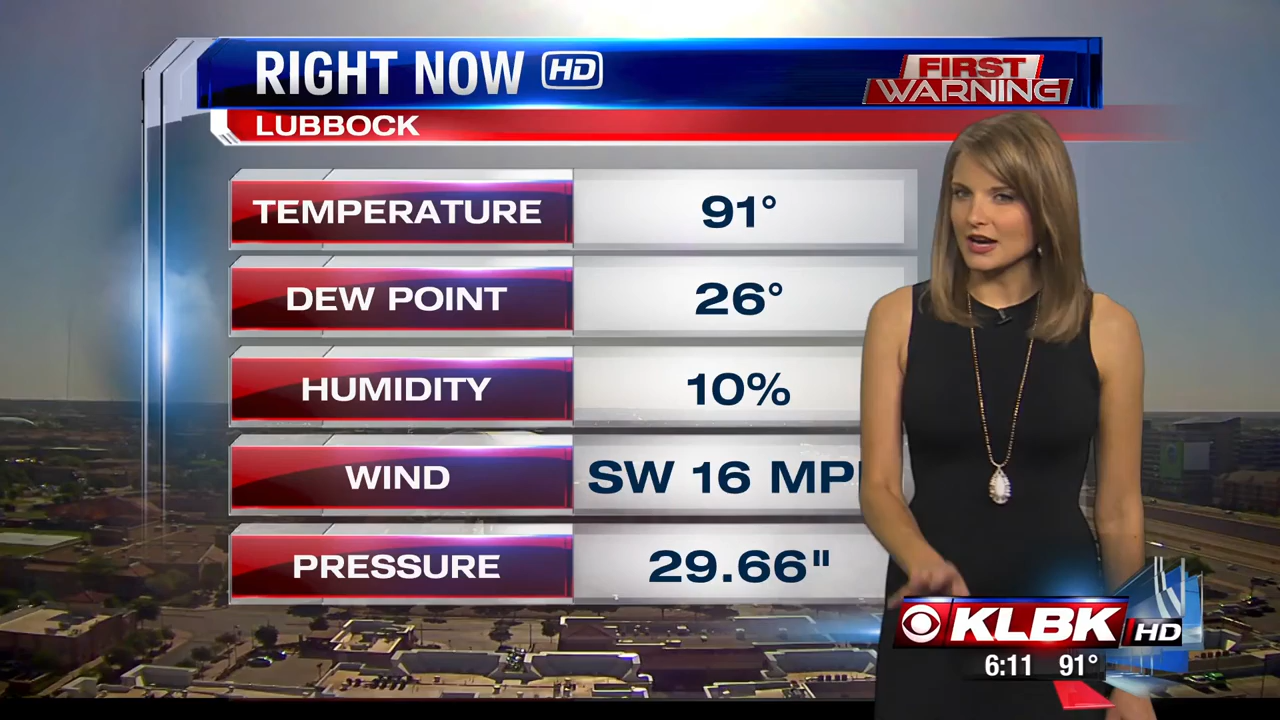 RIGHT NOW HD
FIRST
WARNING
LUBBOCK
TEMPERATURE 91°
DEW POINT 26°
HUMIDITY 10%
WIND SW 16 MP
PRESSURE 29.66"
KLBK HD
6:11 91°